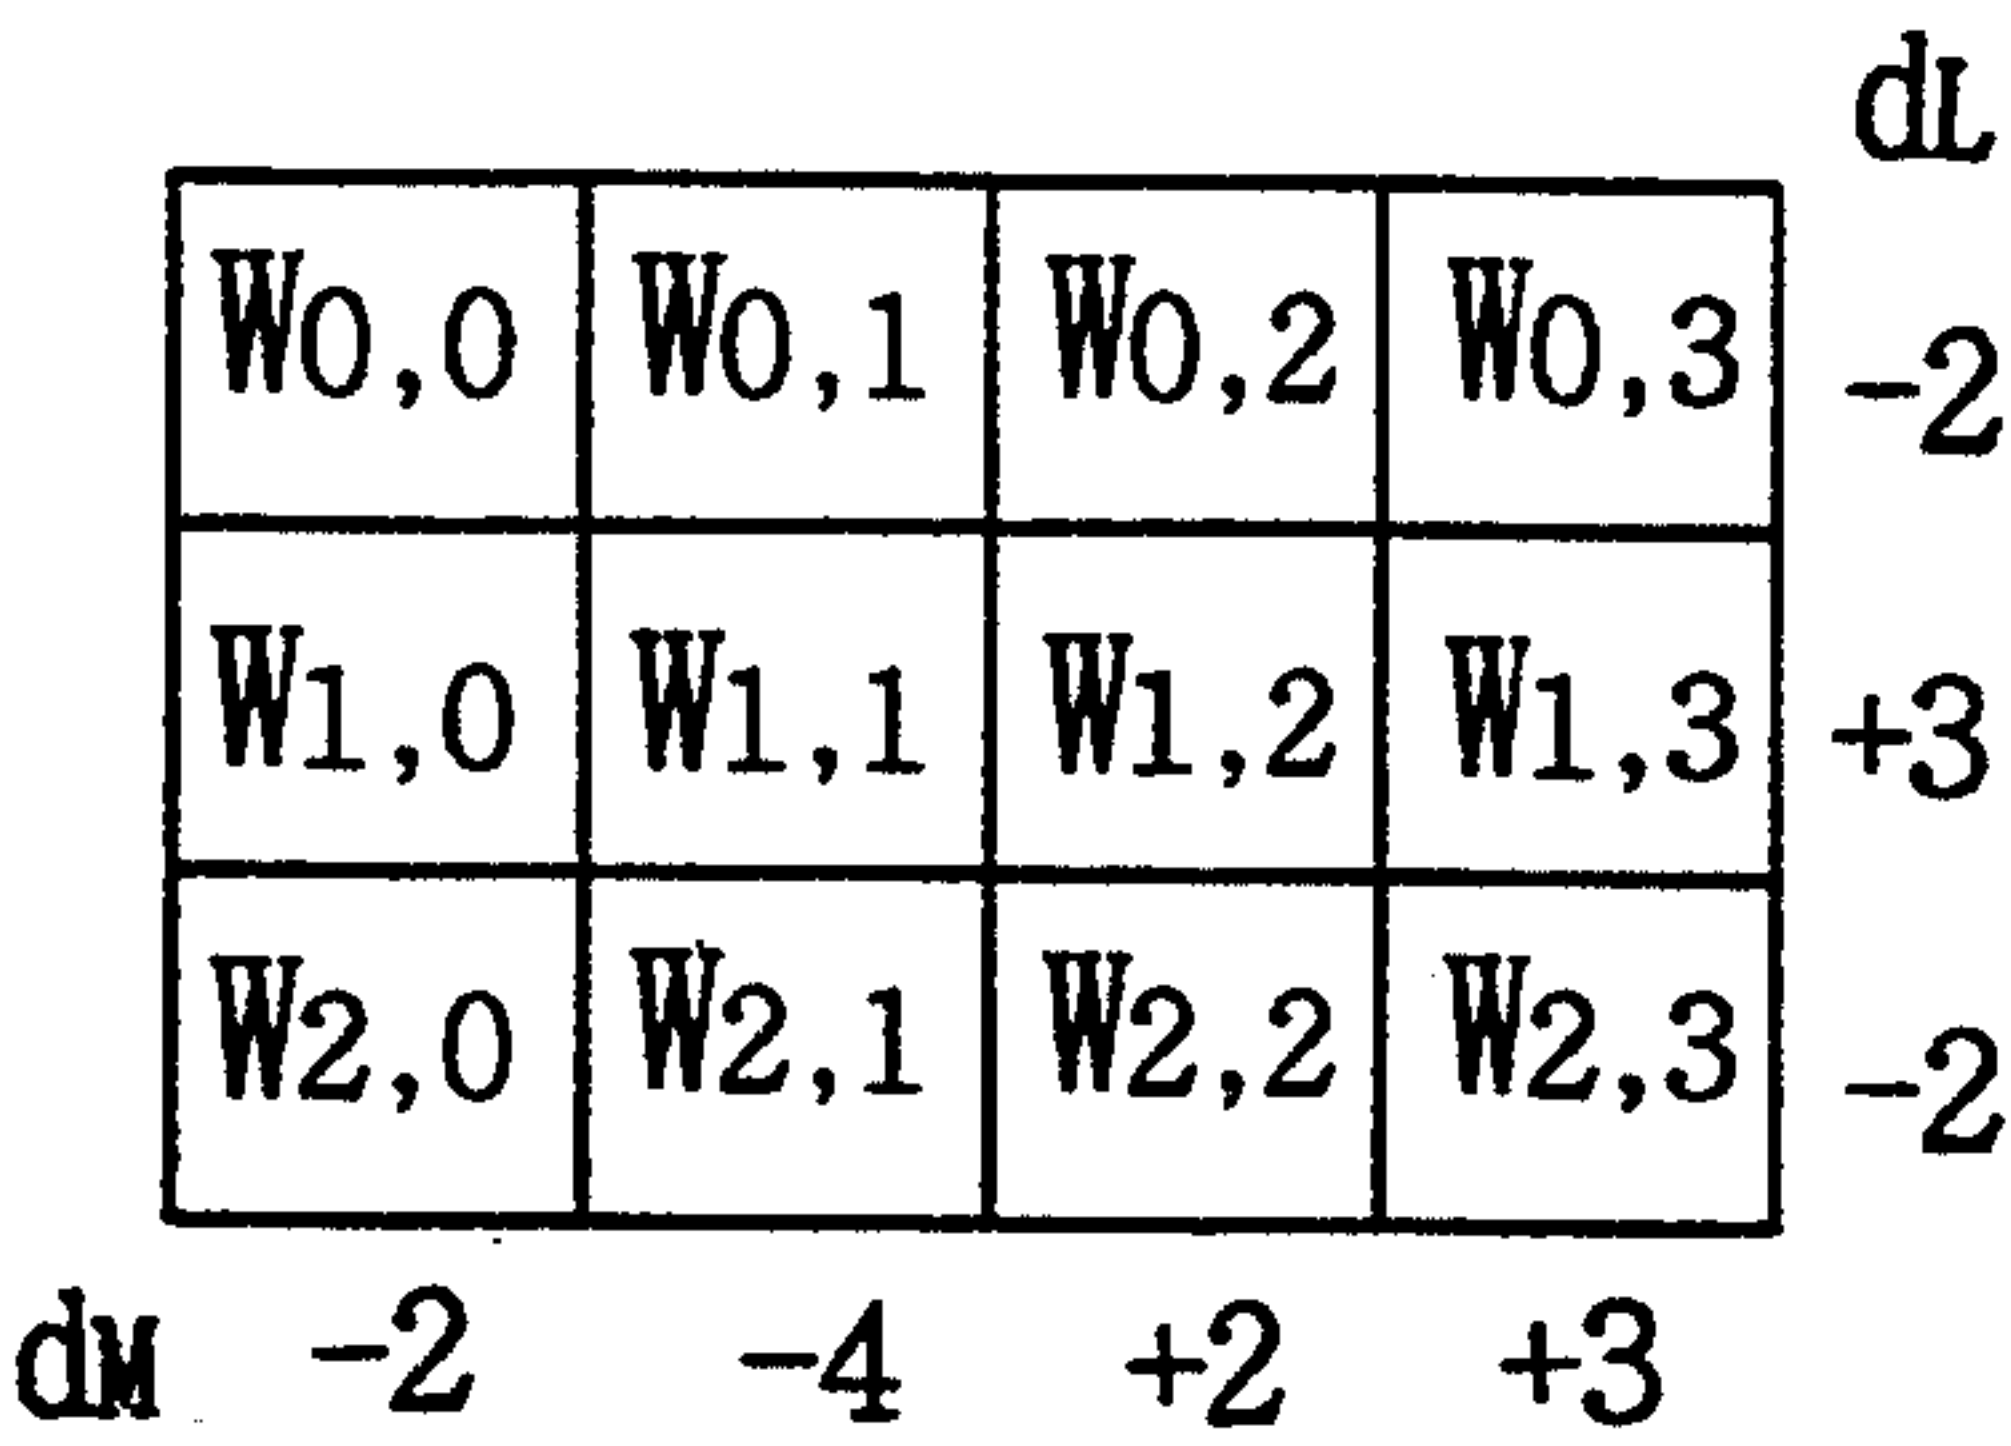 dL
W0,0 W0,1 W0,2 W0,3 -2
W1,0 W1,1 W1,2 W1,3 +3
W2,0 W2,1 W2,2 W2,3 -2
dM -2 -4 +2 +3